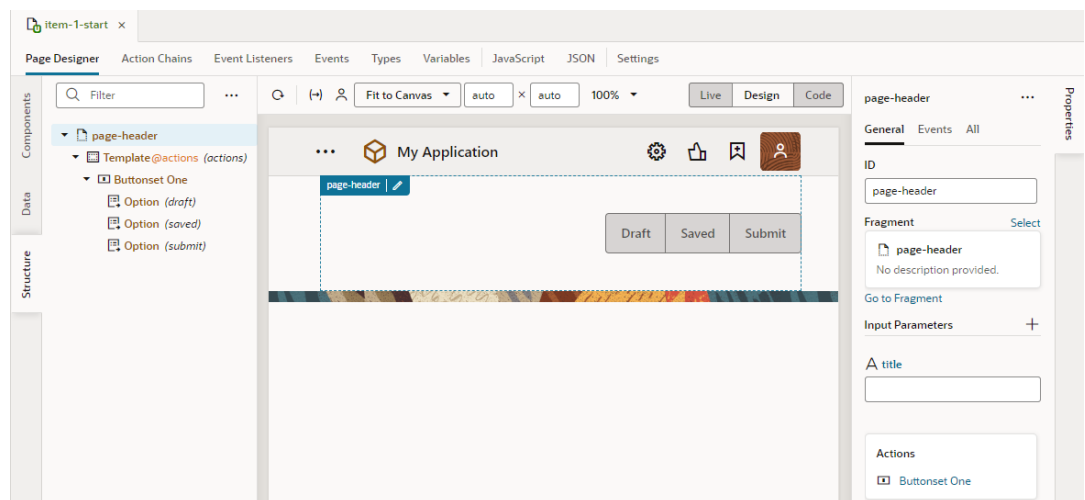 item-1-start ×
Page Designer Action Chains Event Listeners Events Types Variables JavaScript JSON Settings
Components
Data
Structure
Filter ...
page-header
Template@actions (actions)
Buttonset One
Option (draft)
Option (saved)
Option (submit)
Fit to Canvas auto × auto 100% Live Design Code
... My Application
page-header
Draft Saved Submit
page-header ...
General Events All
ID
page-header
Fragment Select
page-header
No description provided.
Go to Fragment
Input Parameters +
A title
Actions
Buttonset One
Properties